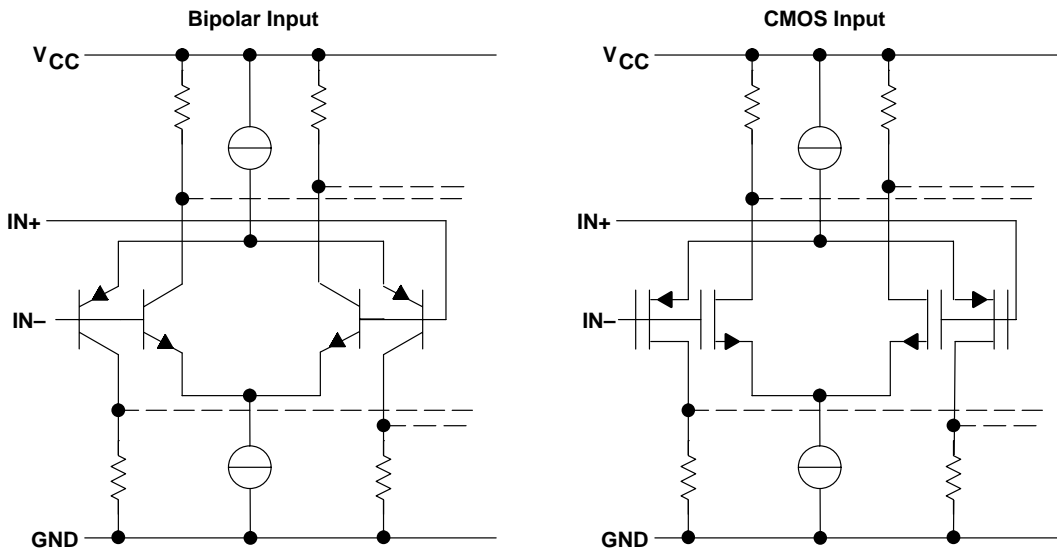 Bipolar Input
CMOS Input
VCC
VCC
IN+
IN+
IN–
IN–
GND
GND